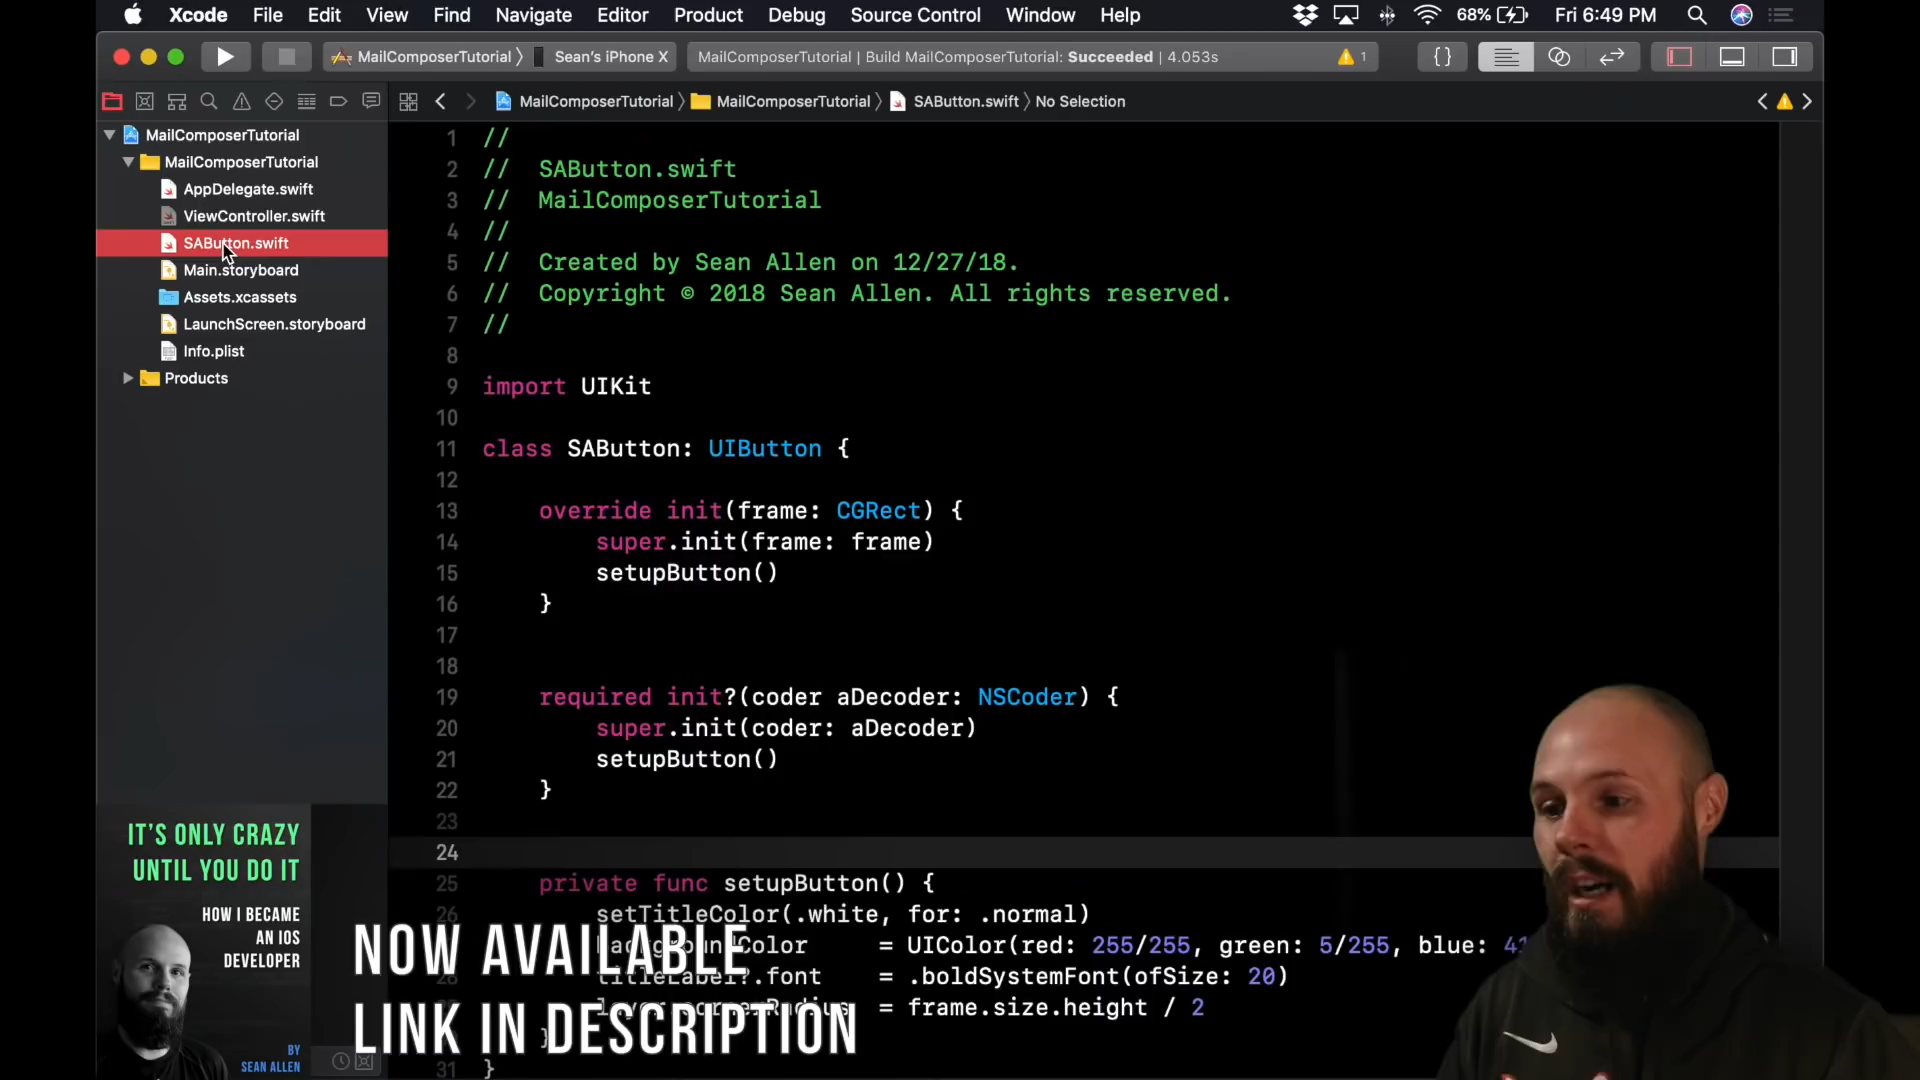 Xcode File Edit View Find Navigate Editor Product Debug Source Control Window Help 68% Fri 6:49 PM
MailComposerTutorial Sean's iPhone X MailComposerTutorial | Build MailComposerTutorial: Succeeded | 4.053s 1 {}
MailComposerTutorial MailComposerTutorial SAButton.swift No Selection
MailComposerTutorial
MailComposerTutorial
AppDelegate.swift
ViewController.swift
SAButton.swift
Main.storyboard
Assets.xcassets
LaunchScreen.storyboard
Info.plist
Products
1 //
2 // SAButton.swift
3 // MailComposerTutorial
4 //
5 // Created by Sean Allen on 12/27/18.
6 // Copyright © 2018 Sean Allen. All rights reserved.
7 //
8
9 import UIKit
10
11 class SAButton: UIButton {
12
13 override init(frame: CGRect) {
14 super.init(frame: frame)
15 setupButton()
16 }
17
18
19 required init?(coder aDecoder: NSCoder) {
20 super.init(coder: aDecoder)
21 setupButton()
22 }
23
24
25 private func setupButton() {
26 setTitleColor(.white, for: .normal)
= UIColor(red: 255/255, green: 5/255, blue:
titleLabel?.font = .boldSystemFont(ofSize: 20)
= frame.size.height / 2
}
31 }
IT'S ONLY CRAZY
UNTIL YOU DO IT
HOW I BECAME
AN IOS
DEVELOPER
BY
SEAN ALLEN
NOW AVAILABLE
LINK IN DESCRIPTION